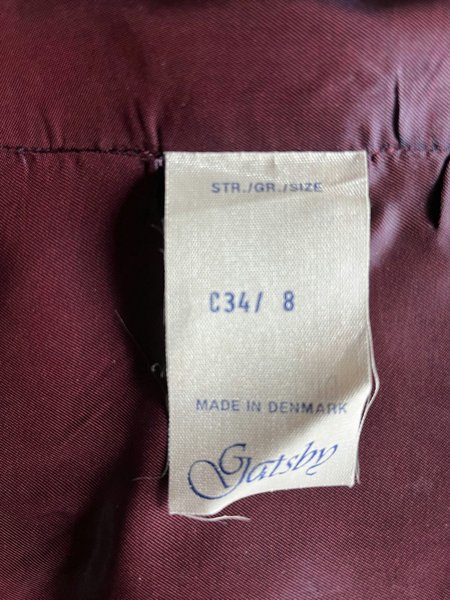 STR./GR./SIZE
C34/ 8
MADE IN DENMARK
Gatsby